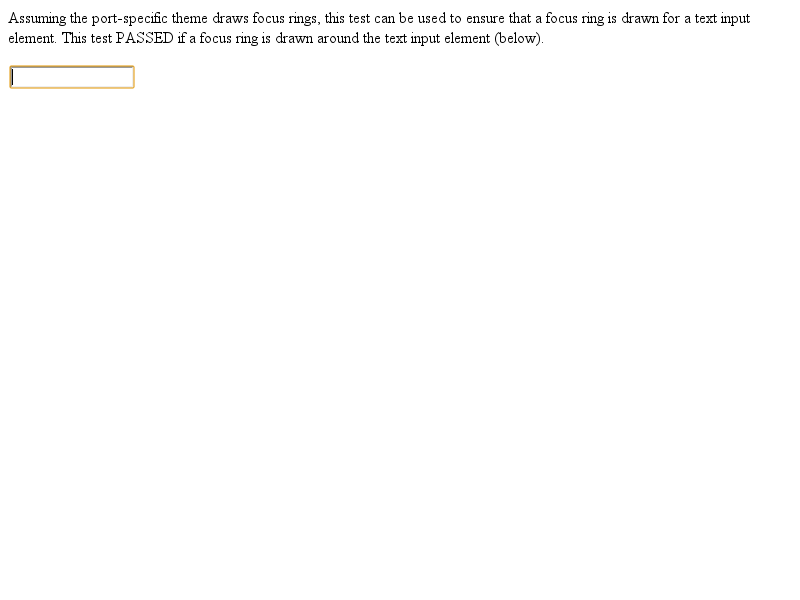 Assuming the port-specific theme draws focus rings, this test can be used to ensure that a focus ring is drawn for a text input
element. This test PASSED if a focus ring is drawn around the text input element (below).